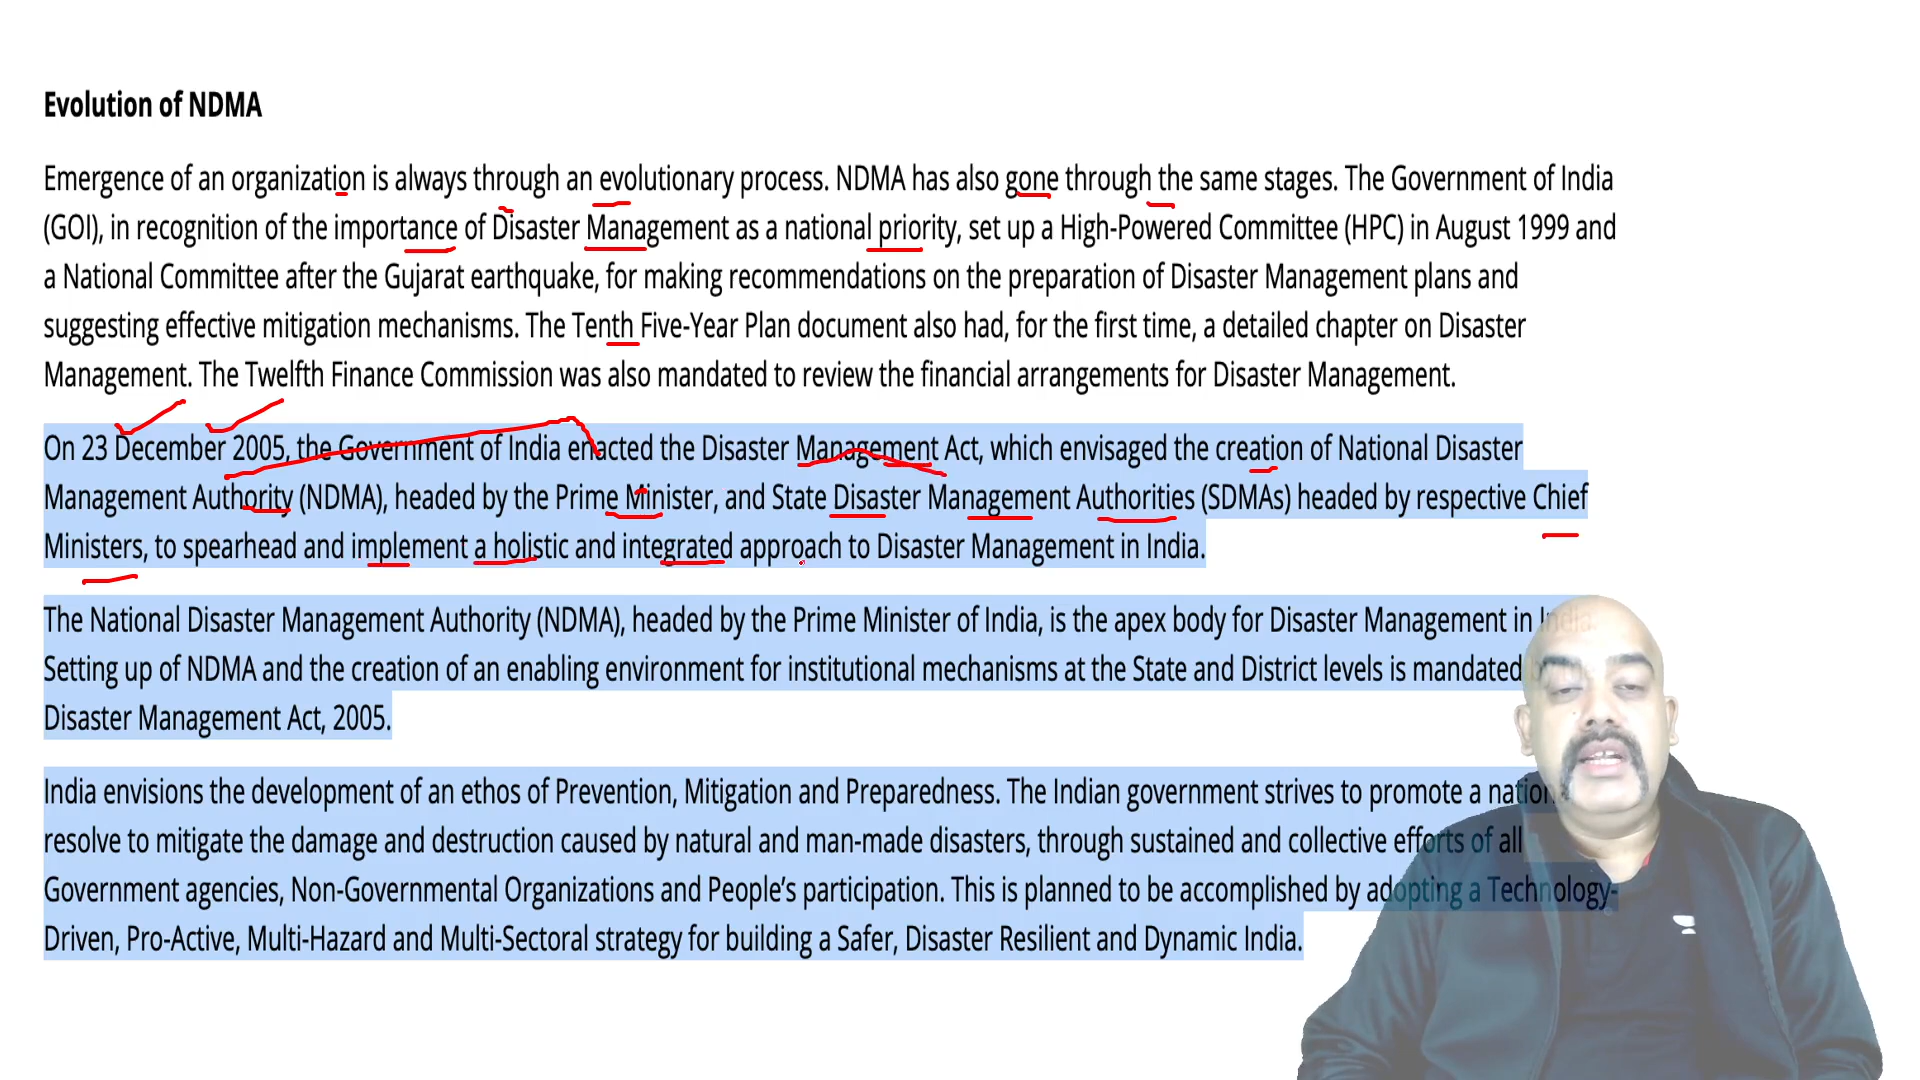 Evolution of NDMA
Emergence of an organization is always through an evolutionary process. NDMA has also gone through the same stages. The Government of India
(GOI), in recognition of the importance of Disaster Management as a national priority, set up a High-Powered Committee (HPC) in August 1999 and
a National Committee after the Gujarat earthquake, for making recommendations on the preparation of Disaster Management plans and
suggesting effective mitigation mechanisms. The Tenth Five-Year Plan document also had, for the first time, a detailed chapter on Disaster
Management. The Twelfth Finance Commission was also mandated to review the financial arrangements for Disaster Management.
On 23 December 2005, the Government of India enacted the Disaster Management Act, which envisaged the creation of National Disaster
Management Authority (NDMA), headed by the Prime Minister, and State Disaster Management Authorities (SDMAs) headed by respective Chief
Ministers, to spearhead and implement a holistic and integrated approach to Disaster Management in India.
The National Disaster Management Authority (NDMA), headed by the Prime Minister of India, is the apex body for Disaster Management in India.
Setting up of NDMA and the creation of an enabling environment for institutional mechanisms at the State and District levels is mandated
Disaster Management Act, 2005.
India envisions the development of an ethos of Prevention, Mitigation and Preparedness. The Indian government strives to promote a
resolve to mitigate the damage and destruction caused by natural and man-made disasters, through sustained and collective efforts of all
Government agencies, Non-Governmental Organizations and People's participation. This is planned to be accomplished by adopting a Technology-
Driven, Pro-Active, Multi-Hazard and Multi-Sectoral strategy for building a Safer, Disaster Resilient and Dynamic India.